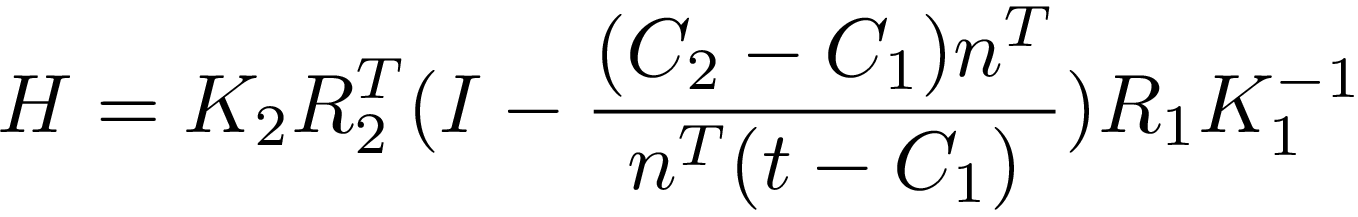 H = K_2 R_2^T (I - \frac{(C_2 - C_1) n^T}{n^T (t - C_1)}) R_1 K_1^{-1}